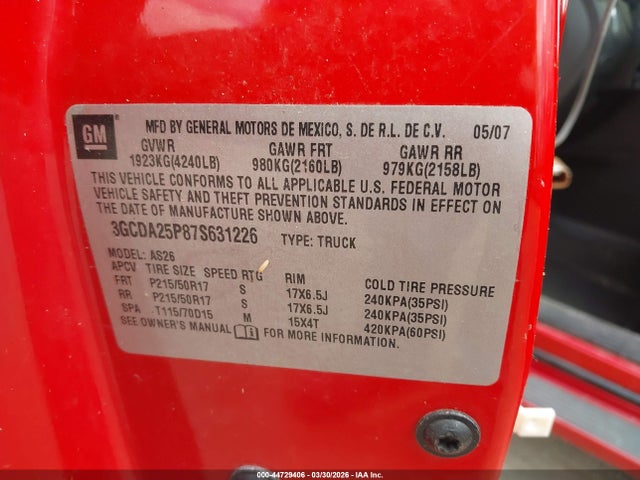 GM
MFD BY GENERAL MOTORS DE MEXICO, S. DE R.L. DE C.V. 05/07
GVWR GAWR FRT GAWR RR
1923KG(4240LB) 980KG(2160LB) 979KG(2158LB)
THIS VEHICLE CONFORMS TO ALL APPLICABLE U.S. FEDERAL MOTOR
VEHICLE SAFETY AND THEFT PREVENTION STANDARDS IN EFFECT ON
THE DATE OF MANUFACTURE SHOWN ABOVE.
3GCDA25P87S631226 TYPE: TRUCK
MODEL: AS26
APCV TIRE SIZE SPEED RTG RIM COLD TIRE PRESSURE
FRT P215/50R17 S 17X6.5J 240KPA(35PSI)
RR P215/50R17 S 17X6.5J 240KPA(35PSI)
SPA T115/70D15 M 15X4T 420KPA(60PSI)
SEE OWNER'S MANUAL FOR MORE INFORMATION.
000-44729406 | 03/30/2026 | IAA Inc.